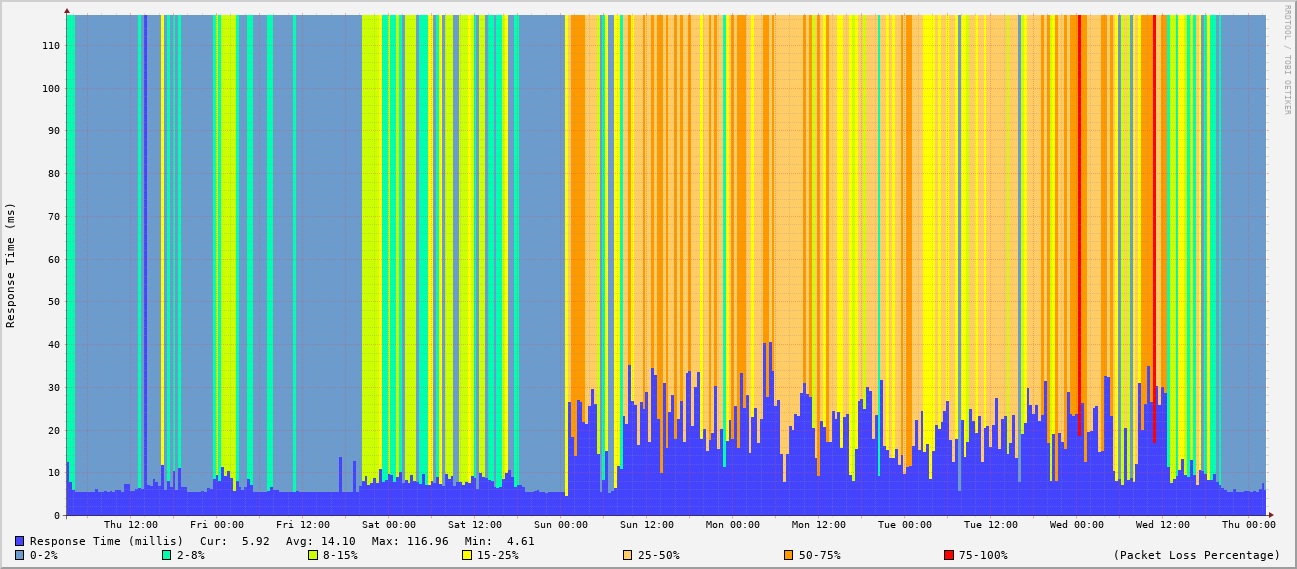 RRDTOOL / TOBI OETIKER
Response Time (ms)
110
100
90
80
70
60
50
40
30
20
10
0
Thu 12:00 Fri 00:00 Fri 12:00 Sat 00:00 Sat 12:00 Sun 00:00 Sun 12:00 Mon 00:00 Mon 12:00 Tue 00:00 Tue 12:00 Wed 00:00 Wed 12:00 Thu 00:00
Response Time (millis) Cur: 5.92 Avg: 14.10 Max: 116.96 Min: 4.61
0-2% 2-8% 8-15% 15-25% 25-50% 50-75% 75-100% (Packet Loss Percentage)